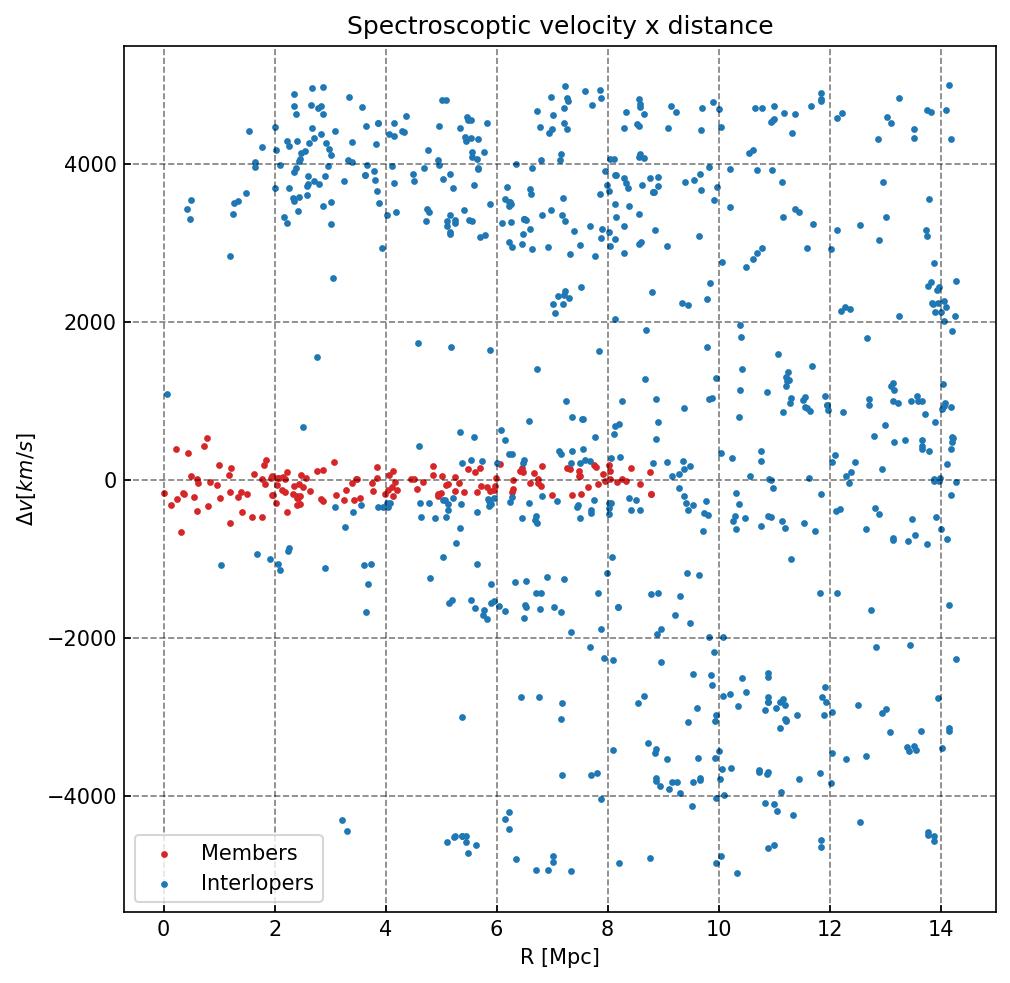 Spectroscoptic velocity x distance
Δv[km/s]
4000
2000
0
−2000
−4000
Members
Interlopers
0 2 4 6 8 10 12 14
R [Mpc]